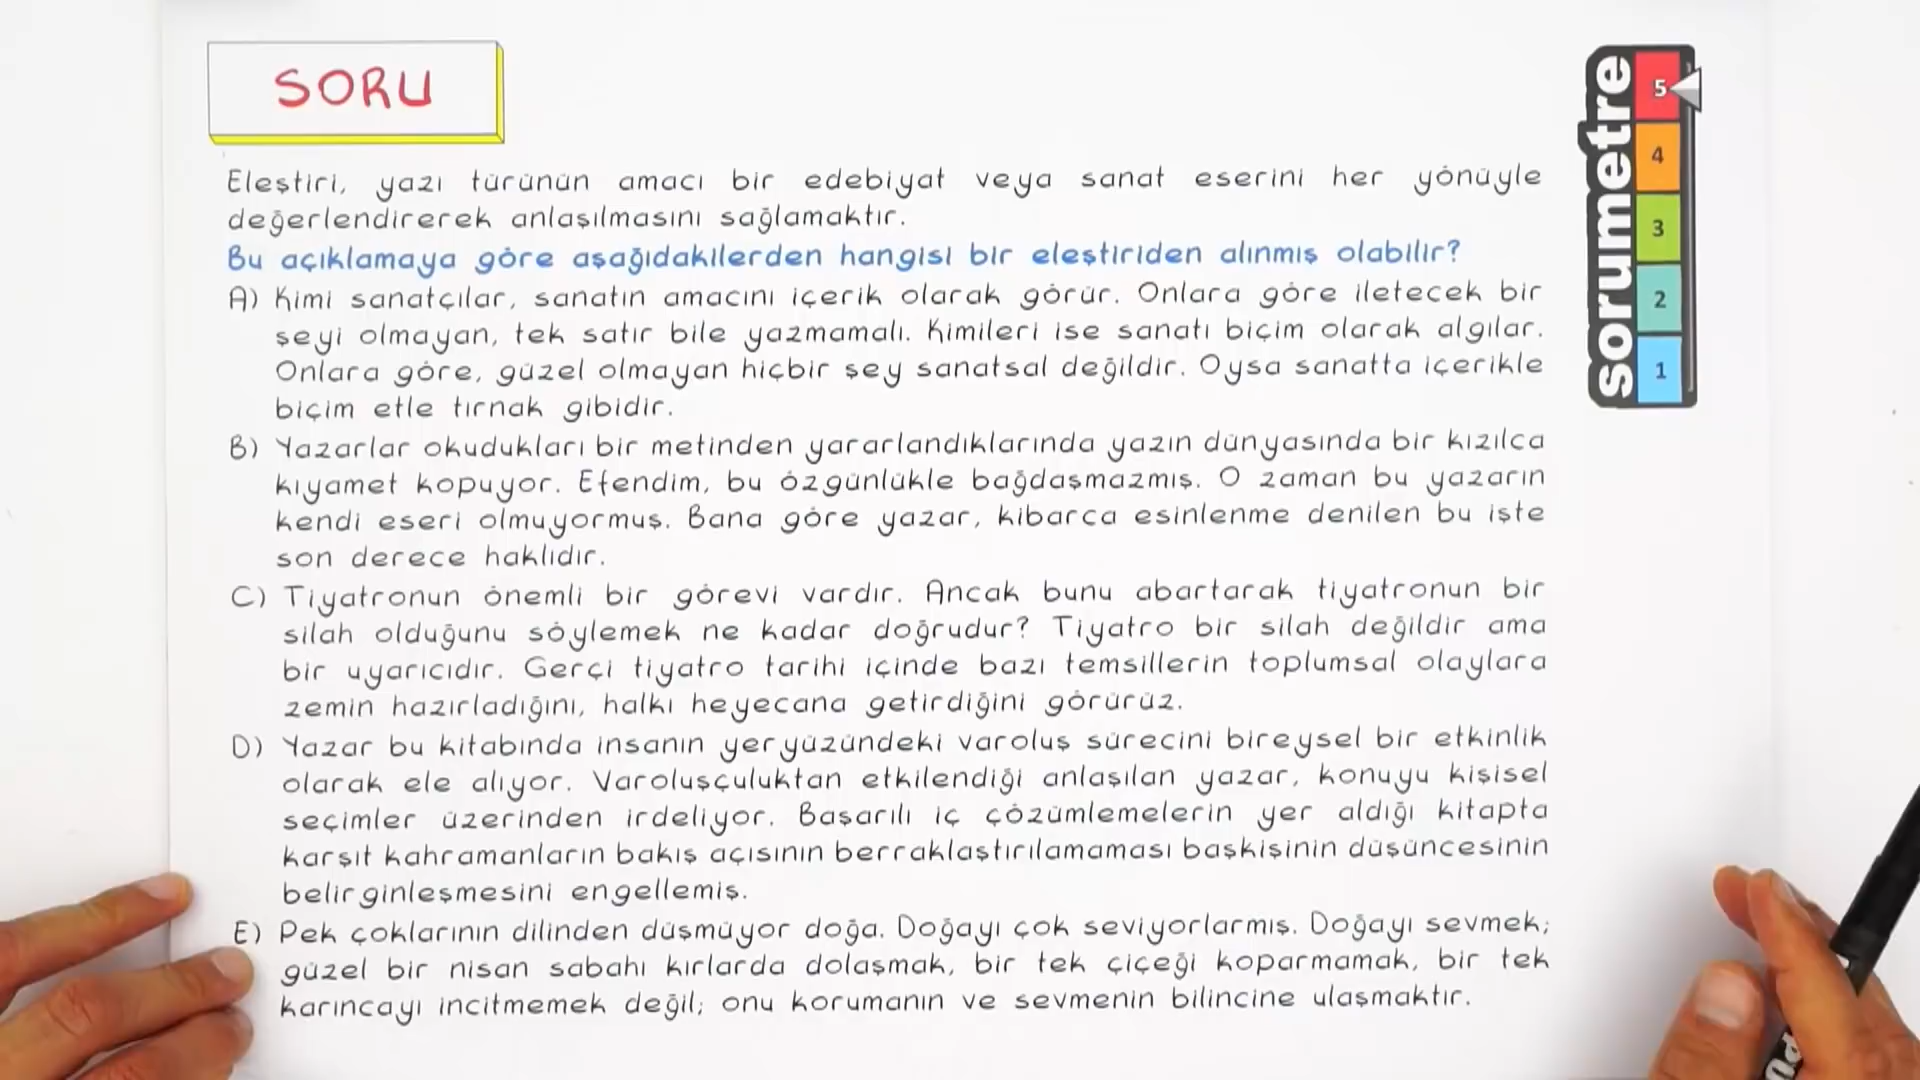 SORU
Eleştiri, yazı türünün amacı bir edebiyat veya sanat eserini her yönüyle
değerlendirerek anlaşılmasını sağlamaktır.
Bu açıklamaya göre aşağıdakilerden hangisi bir eleştiriden alınmış olabilir?
A) Kimi sanatçılar, sanatın amacını içerik olarak görür. Onlara göre iletecek bir
şeyi olmayan, tek satır bile yazmamalı. Kimileri ise sanatı biçim olarak algılar.
Onlara göre, güzel olmayan hiçbir şey sanatsal değildir. Oysa sanatta içerikle
biçim etle tırnak gibidir.
B) Yazarlar okudukları bir metinden yararlandıklarında yazın dünyasında bir kızılca
kıyamet kopuyor. Efendim, bu özgünlükle bağdaşmazmış. O zaman bu yazarın
kendi eseri olmuyormuş. Bana göre yazar, kibarca esinlenme denilen bu işte
son derece haklıdır.
C) Tiyatronun önemli bir görevi vardır. Ancak bunu abartarak tiyatronun bir
silah olduğunu söylemek ne kadar doğrudur? Tiyatro bir silah değildir ama
bir uyarıcıdır. Gerçi tiyatro tarihi içinde bazı temsillerin toplumsal olaylara
zemin hazırladığını, halkı heyecana getirdiğini görürüz.
D) Yazar bu kitabında insanın yeryüzündeki varoluş sürecini bireysel bir etkinlik
olarak ele alıyor. Varoluşçuluktan etkilendiği anlaşılan yazar, konuyu kişisel
seçimler üzerinden irdeliyor. Başarılı iç çözümlemelerin yer aldığı kitapta
karşıt kahramanların bakış açısının berraklaştırılamaması başkişinin düşüncesinin
belirginleşmesini engellemiş.
E) Pek çoklarının dilinden düşmüyor doğa. Doğayı çok seviyorlarmış. Doğayı sevmek;
güzel bir nisan sabahı kırlarda dolaşmak, bir tek çiçeği koparmamak, bir tek
karıncayı incitmemek değil; onu korumanın ve sevmenin bilincine ulaşmaktır.
sorumetre
5
4
3
2
1